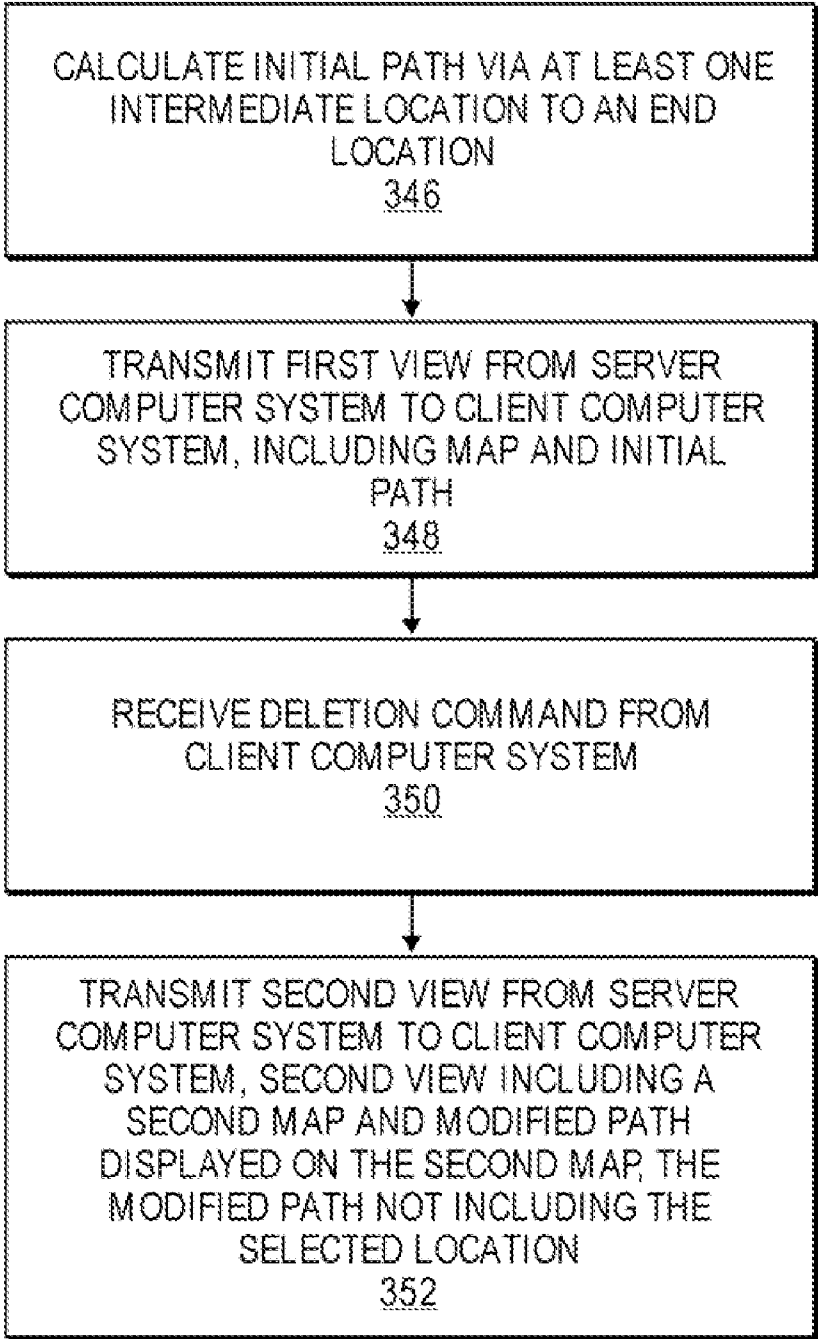 CALCULATE INITIAL PATH VIA AT LEAST ONE
INTERMEDIATE LOCATION TO AN END
LOCATION
346
TRANSMIT FIRST VIEW FROM SERVER
COMPUTER SYSTEM TO CLIENT COMPUTER
SYSTEM, INCLUDING MAP AND INITIAL
PATH
348
RECEIVE DELETION COMMAND FROM
CLIENT COMPUTER SYSTEM
350
TRANSMIT SECOND VIEW FROM SERVER
COMPUTER SYSTEM TO CLIENT COMPUTER
SYSTEM, SECOND VIEW INCLUDING A
SECOND MAP AND MODIFIED PATH
DISPLAYED ON THE SECOND MAP, THE
MODIFIED PATH NOT INCLUDING THE
SELECTED LOCATION
352